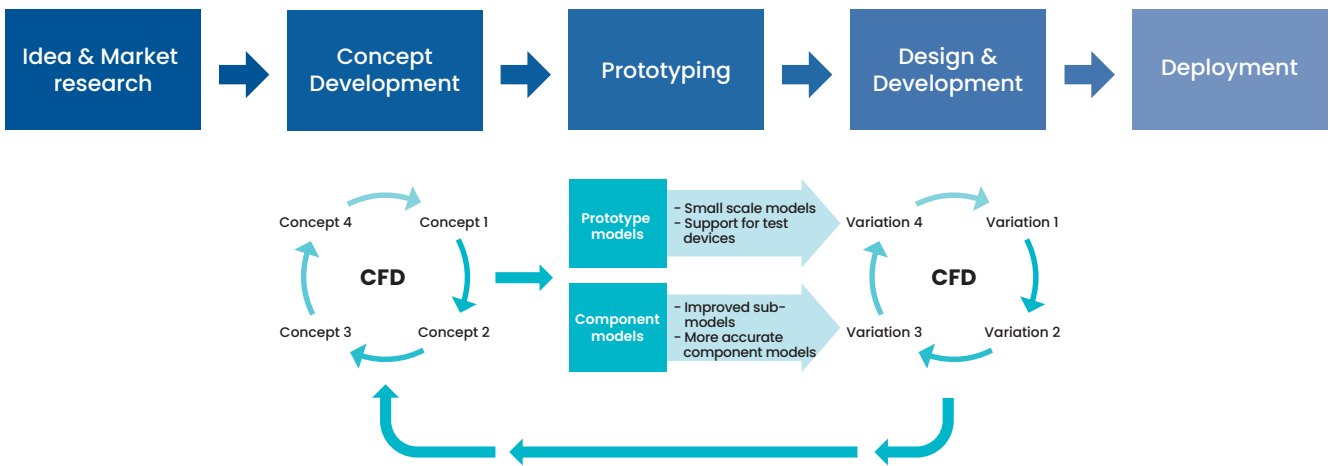 Idea & Market
research
Concept
Development
Prototyping
Design &
Development
Deployment
Concept 4
Concept 1
CFD
Concept 3
Concept 2
Prototype
models
- Small scale models
- Support for test
devices
Component
models
- Improved sub-
models
- More accurate
component models
Variation 4
Variation 1
CFD
Variation 3
Variation 2